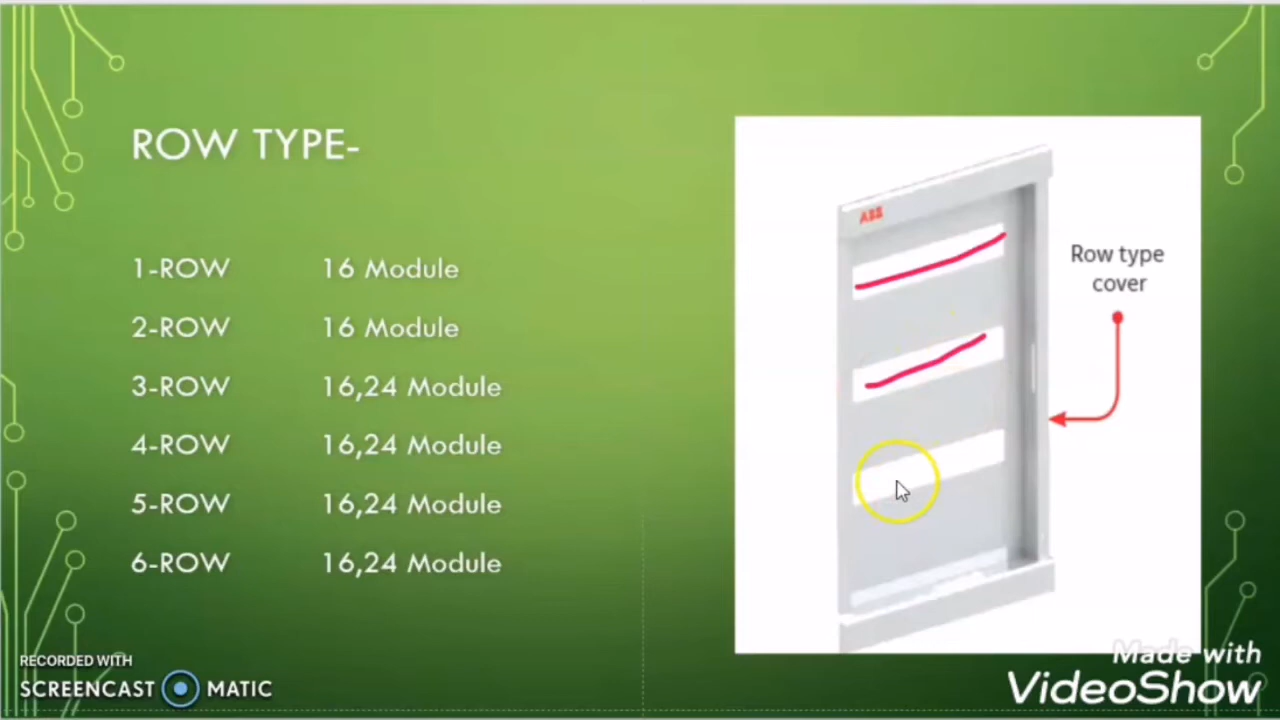 ROW TYPE-
1-ROW 16 Module
2-ROW 16 Module
3-ROW 16,24 Module
4-ROW 16,24 Module
5-ROW 16,24 Module
6-ROW 16,24 Module
ABB
Row type
cover
RECORDED WITH
SCREENCAST MATIC
Made with
VideoShow